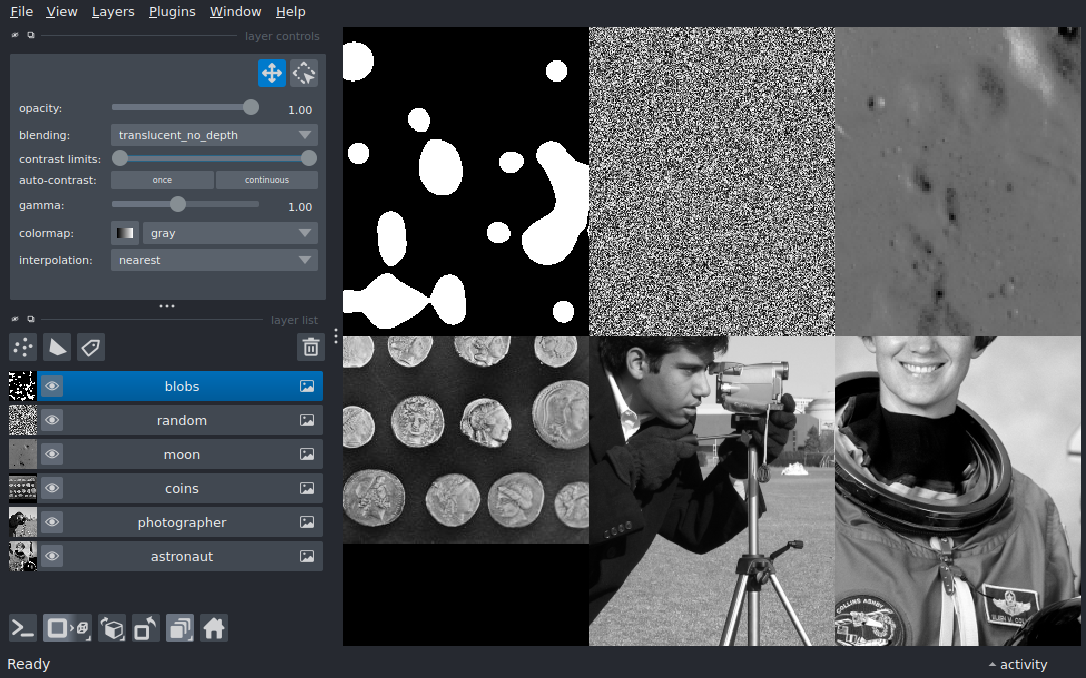 File View Layers Plugins Window Help
layer controls
opacity: 1.00
blending: translucent_no_depth
contrast limits:
auto-contrast: once continuous
gamma: 1.00
colormap: gray
interpolation: nearest
layer list
blobs
random
moon
coins
photographer
astronaut
COLLINS
Ready activity